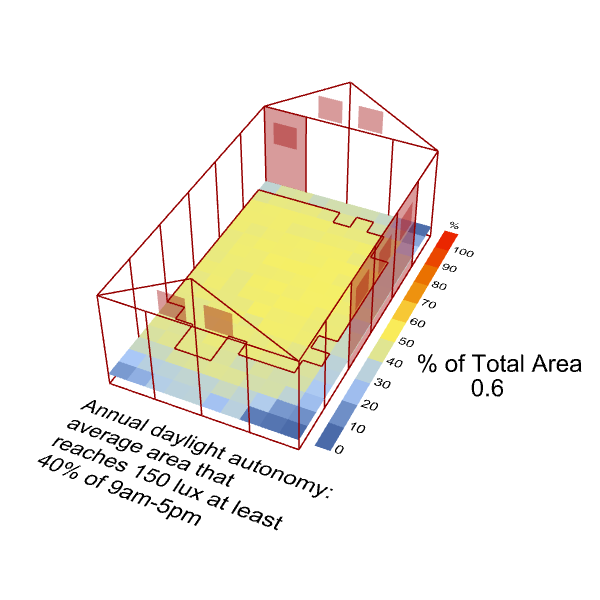 %
100
90
80
70
60
50
40
30
20
10
0
% of Total Area
0.6
Annual daylight autonomy:
average area that
reaches 150 lux at least
40% of 9am-5pm